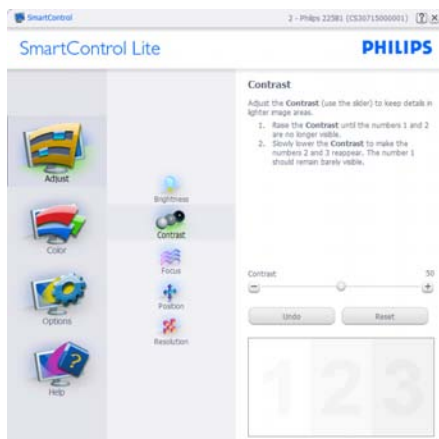 SmartControl
2 - Philips 225B1 (CS30715000001)
SmartControl Lite
PHILIPS
Adjust
Color
Options
Help
Brightness
Contrast
Focus
Position
Resolution
Contrast
Adjust the Contrast (use the slider) to keep details in
lighter image areas.
1. Raise the Contrast until the numbers 1 and 2
are no longer visible.
2. Slowly lower the Contrast to make the
numbers 2 and 3 reappear. The number 1
should remain barely visible.
Contrast
50
Undo
Reset
1 2 3